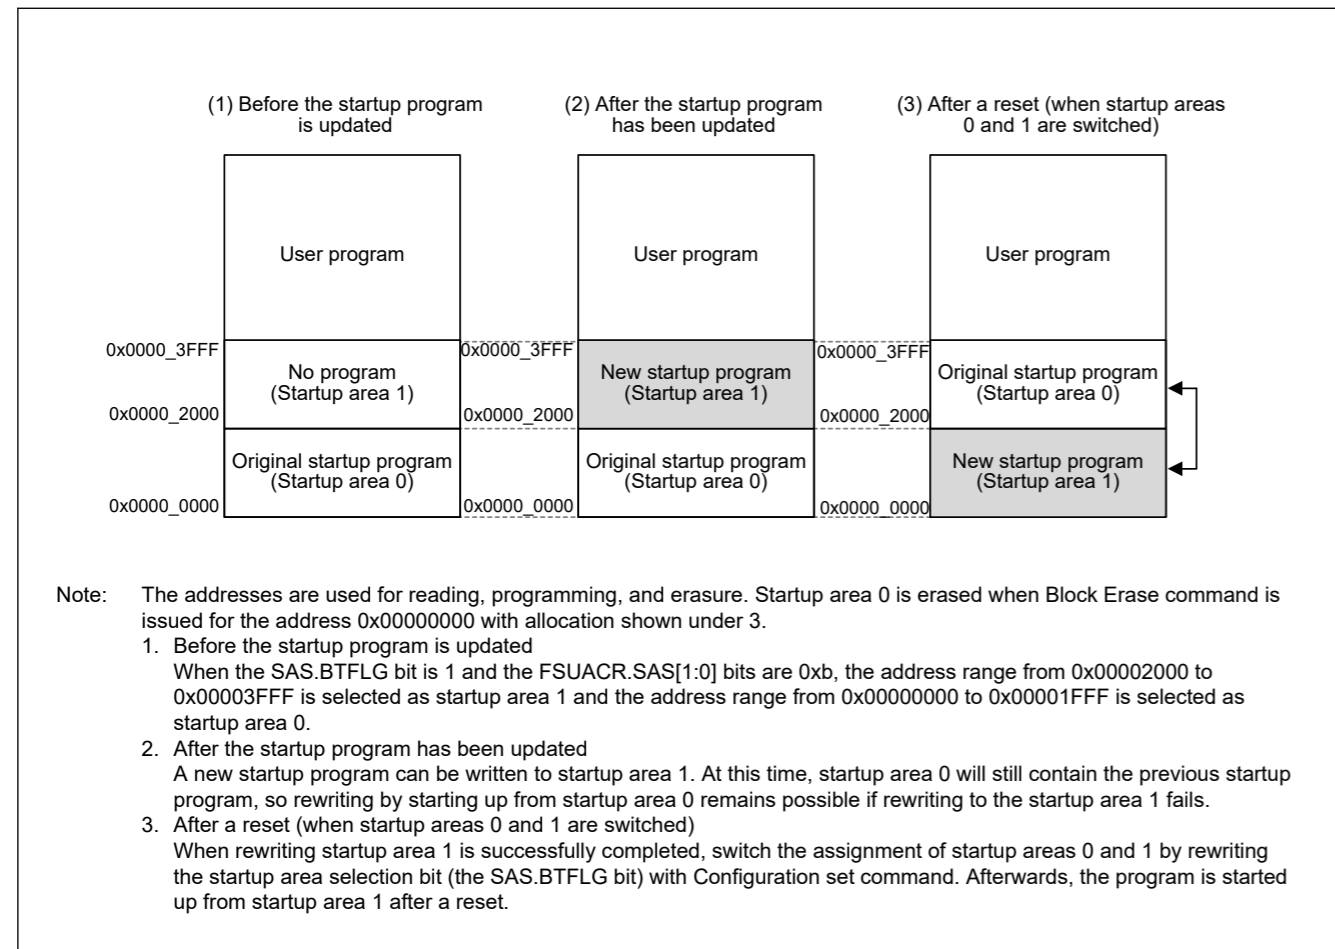 (1) Before the startup program
is updated
(2) After the startup program
has been updated
(3) After a reset (when startup areas
0 and 1 are switched)
User program
User program
User program
0x0000_3FFF
No program
(Startup area 1)
0x0000_3FFF
New startup program
(Startup area 1)
0x0000_3FFF
Original startup program
(Startup area 0)
0x0000_2000
0x0000_2000
0x0000_2000
Original startup program
(Startup area 0)
Original startup program
(Startup area 0)
New startup program
(Startup area 1)
0x0000_0000
0x0000_0000
0x0000_0000
Note: The addresses are used for reading, programming, and erasure. Startup area 0 is erased when Block Erase command is
issued for the address 0x00000000 with allocation shown under 3.
1. Before the startup program is updated
When the SAS.BTFLG bit is 1 and the FSUACR.SAS[1:0] bits are 0xb, the address range from 0x00002000 to
0x00003FFF is selected as startup area 1 and the address range from 0x00000000 to 0x00001FFF is selected as
startup area 0.
2. After the startup program has been updated
A new startup program can be written to startup area 1. At this time, startup area 0 will still contain the previous startup
program, so rewriting by starting up from startup area 0 remains possible if rewriting to the startup area 1 fails.
3. After a reset (when startup areas 0 and 1 are switched)
When rewriting startup area 1 is successfully completed, switch the assignment of startup areas 0 and 1 by rewriting
the startup area selection bit (the SAS.BTFLG bit) with Configuration set command. Afterwards, the program is started
up from startup area 1 after a reset.